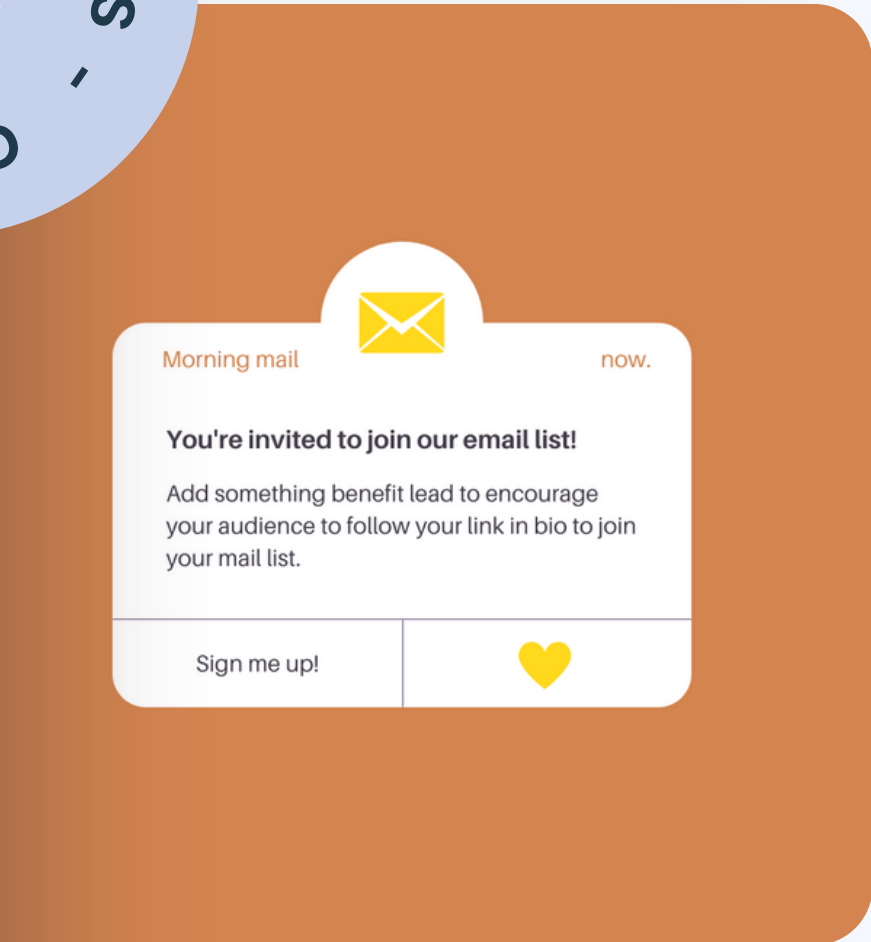 S
-
Morning mail
now.
You're invited to join our email list!
Add something benefit lead to encourage
your audience to follow your link in bio to join
your mail list.
Sign me up!